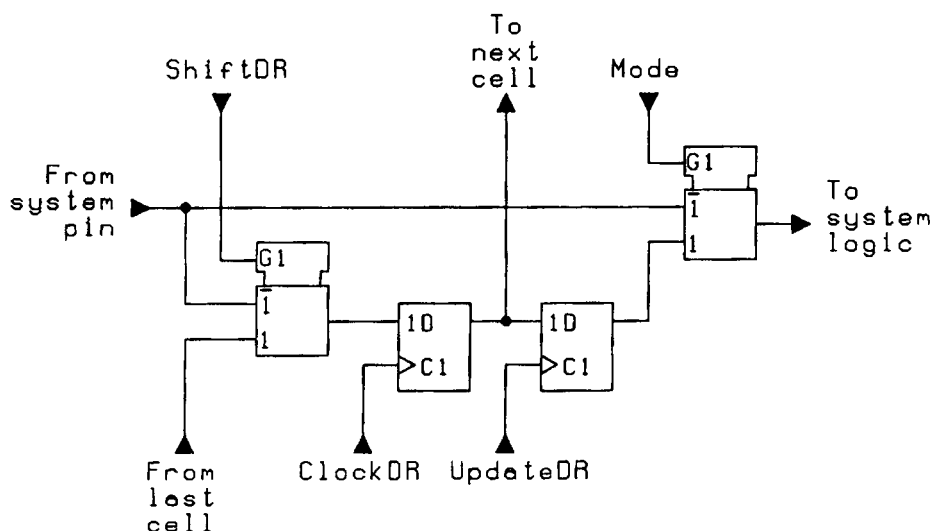 To
next
cell
ShiftDR
Mode
From
system
pin
G1
1
1
To
system
logic
G1
1
1
1D
C1
1D
C1
From
last
cell
ClockDR
UpdateDR